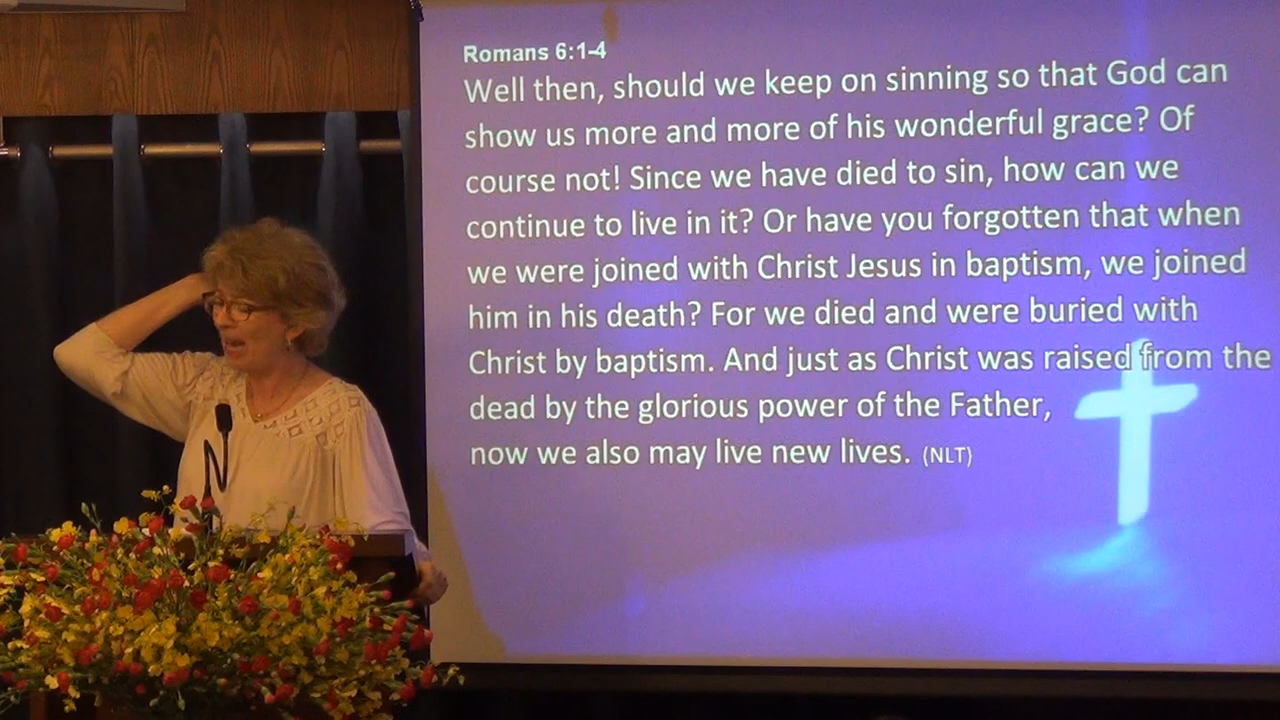 Romans 6:1-4
Well then, should we keep on sinning so that God can
show us more and more of his wonderful grace? Of
course not! Since we have died to sin, how can we
continue to live in it? Or have you forgotten that when
we were joined with Christ Jesus in baptism, we joined
him in his death? For we died and were buried with
Christ by baptism. And just as Christ was raised from the
dead by the glorious power of the Father,
now we also may live new lives. (NLT)